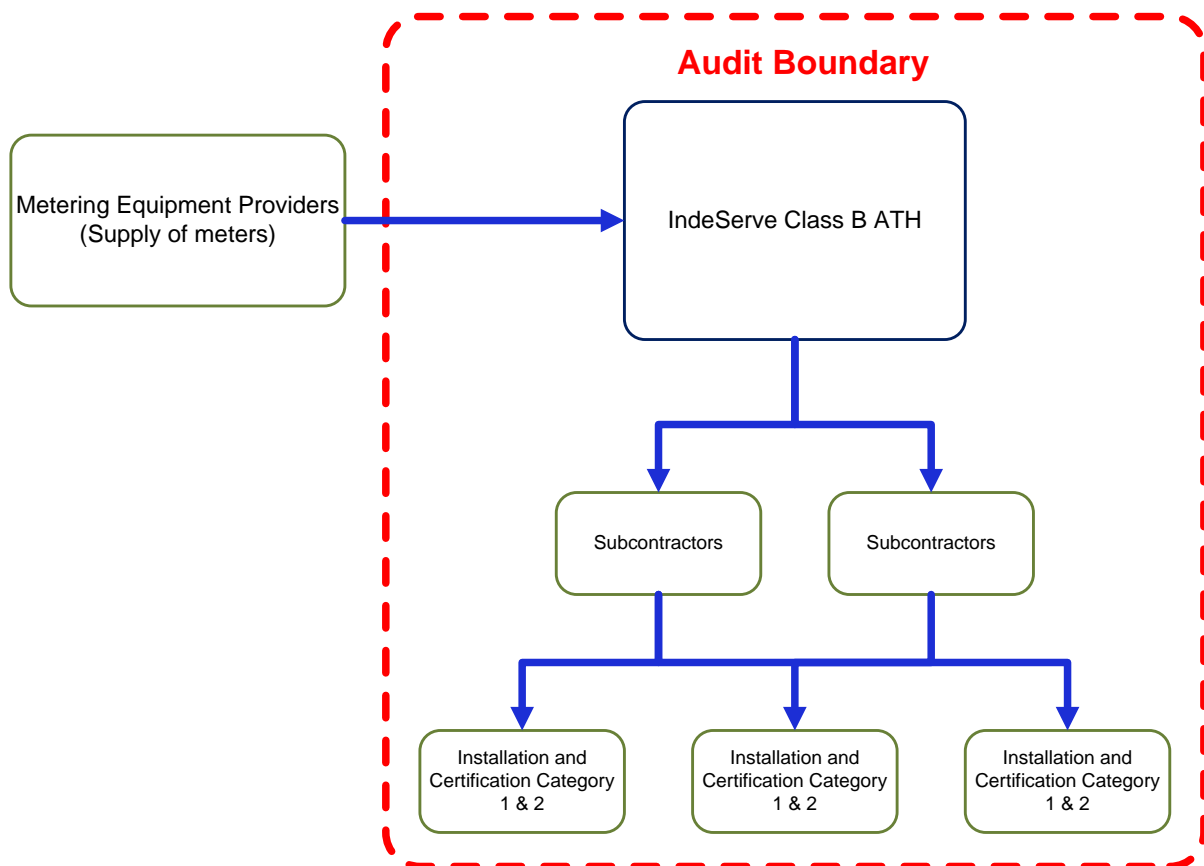 Audit Boundary
Metering Equipment Providers
(Supply of meters)
IndeServe Class B ATH
Subcontractors
Subcontractors
Installation and
Certification Category
1 & 2
Installation and
Certification Category
1 & 2
Installation and
Certification Category
1 & 2